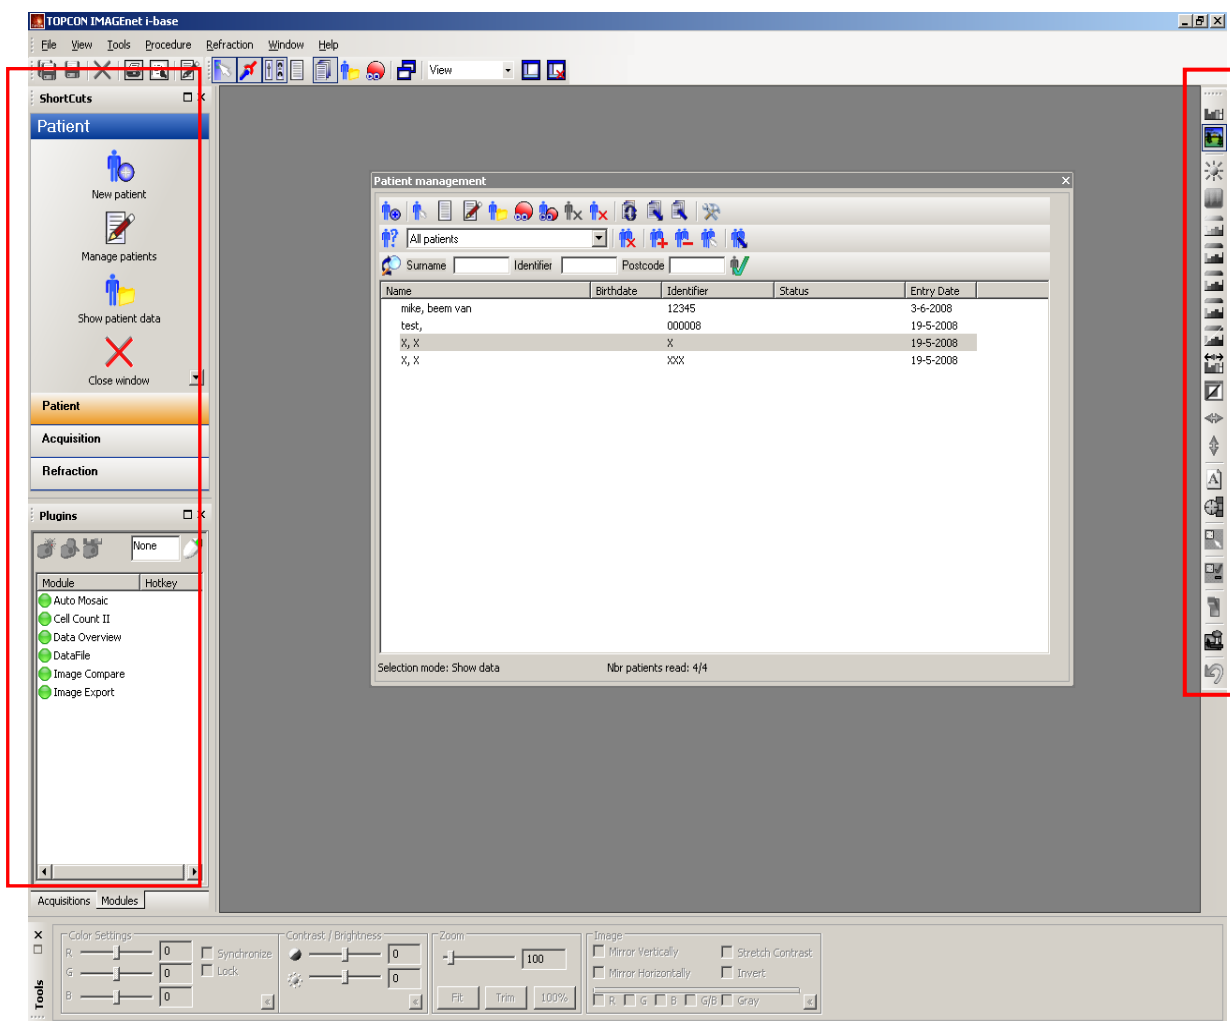 TOPCON IMAGEnet i-base
File View Tools Procedure Refraction Window Help
View
ShortCuts
Patient
New patient
Manage patients
Show patient data
Close window
Patient
Acquisition
Refraction
Plugins
None
Module Hotkey
Auto Mosaic
Cell Count II
Data Overview
DataFile
Image Compare
Image Export
Acquisitions Modules
Patient management
All patients
Surname Identifier Postcode
Name Birthdate Identifier Status Entry Date
mike, beem van 12345 3-6-2008
test, 000008 19-5-2008
X, X X 19-5-2008
X, X XXX 19-5-2008
Selection mode: Show data Nbr patients read: 4/4
Tools
Color Settings
R 0 Synchronize
G 0 Lock
B 0
Contrast / Brightness
0
0
Zoom
100
Fit Trim 100%
Image
Mirror Vertically Stretch Contrast
Mirror Horizontally Invert
R G B G/B Gray